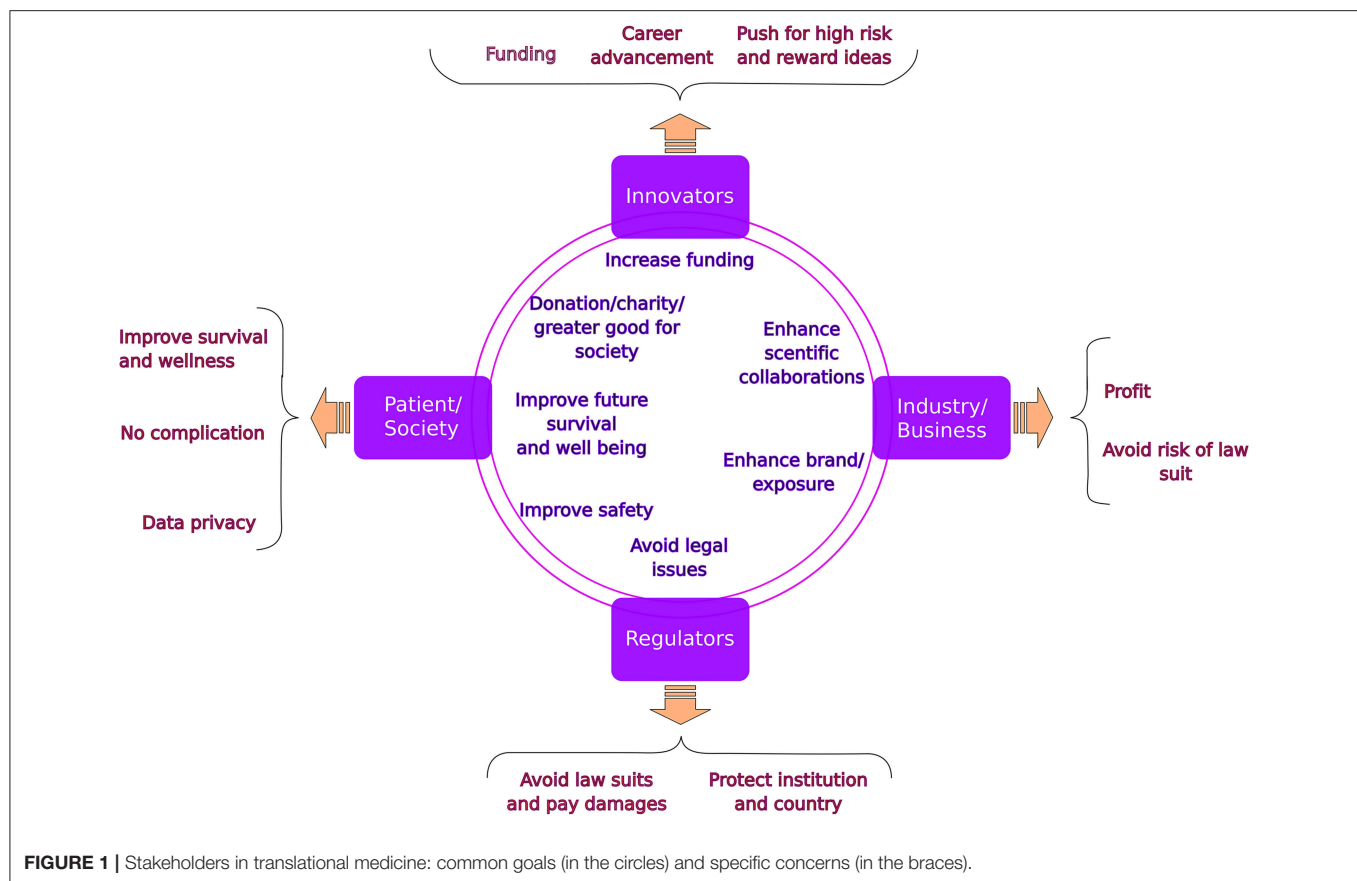 Funding
Career
advancement
Push for high risk
and reward ideas
Innovators
Increase funding
Donation/charity/
greater good for
society
Enhance
scientific
collaborations
Improve survival
and wellness
No complication
Data privacy
Patient/
Society
Improve future
survival
and well being
Industry/
Business
Profit
Avoid risk of law
suit
Enhance brand/
exposure
Improve safety
Avoid legal
issues
Regulators
Avoid law suits
and pay damages
Protect institution
and country
FIGURE 1 | Stakeholders in translational medicine: common goals (in the circles) and specific concerns (in the braces).